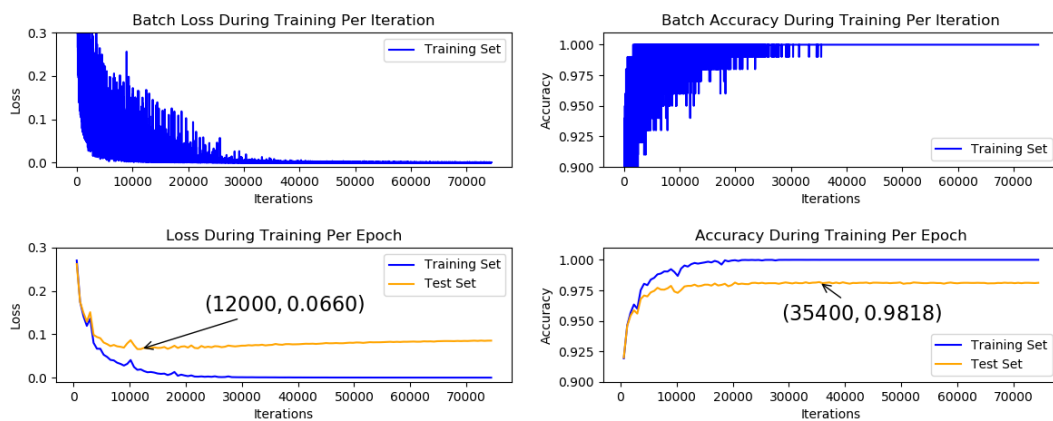 Batch Loss During Training Per Iteration
0.3
0.2
0.1
0.0
Loss
Training Set
0 10000 20000 30000 40000 50000 60000 70000
Iterations
Batch Accuracy During Training Per Iteration
1.000
0.975
0.950
0.925
0.900
Accuracy
Training Set
0 10000 20000 30000 40000 50000 60000 70000
Iterations
Loss During Training Per Epoch
0.3
0.2
0.1
0.0
Loss
Training Set
Test Set
(12000, 0.0660)
0 10000 20000 30000 40000 50000 60000 70000
Iterations
Accuracy During Training Per Epoch
1.000
0.975
0.950
0.925
0.900
Accuracy
(35400, 0.9818)
Training Set
Test Set
0 10000 20000 30000 40000 50000 60000 70000
Iterations